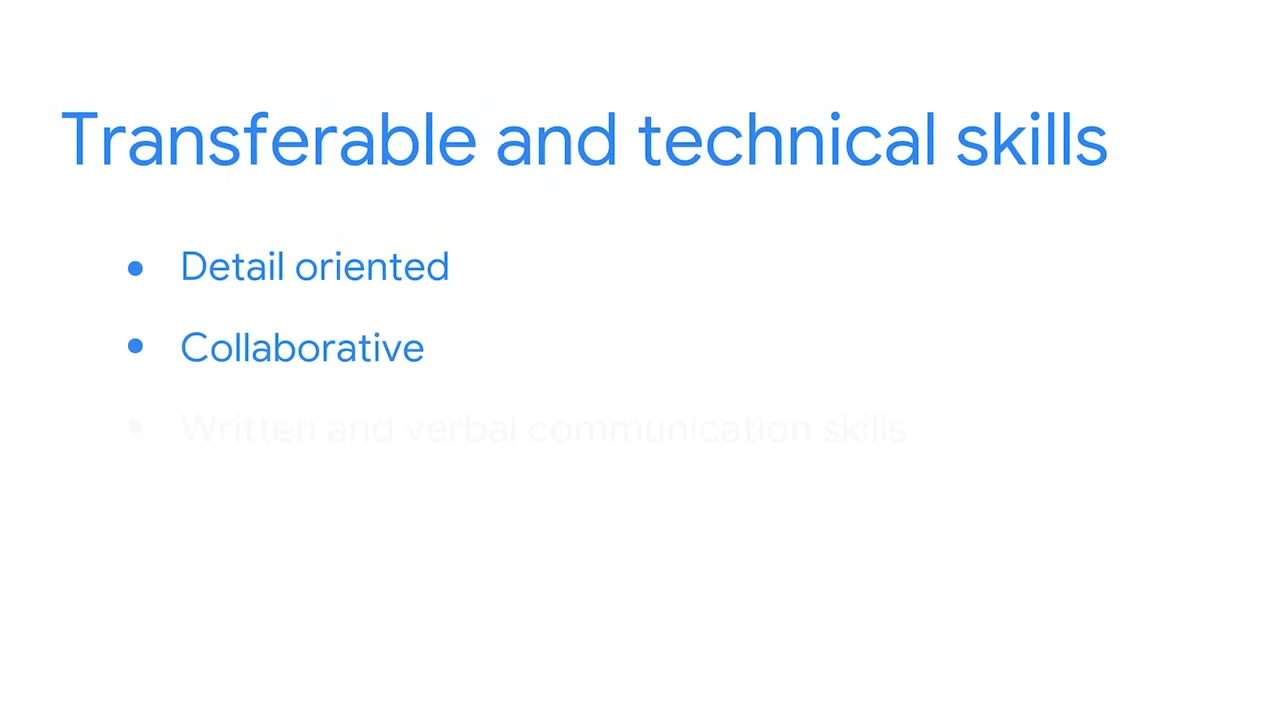 Transferable and technical skills
• Detail oriented
• Collaborative
• Written and verbal communication skills